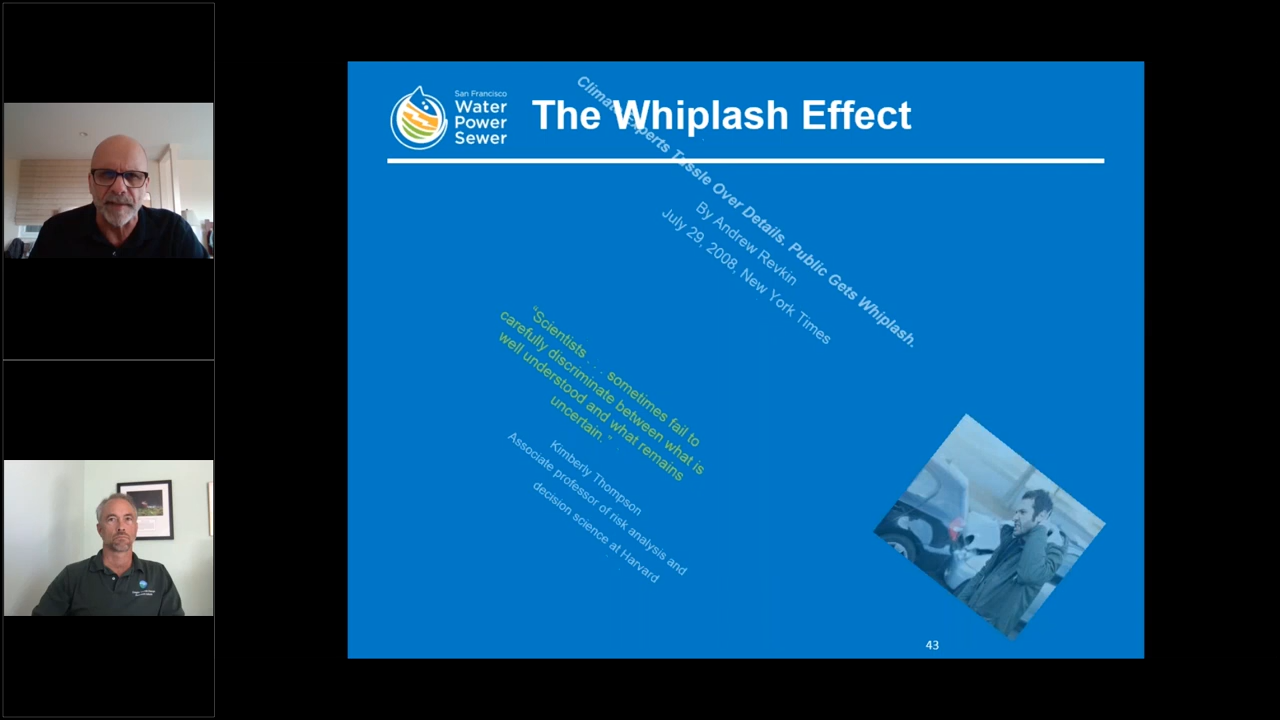 San Francisco
Water
Power
Sewer
The Whiplash Effect
Climate Experts Tussle Over Details. Public Gets Whiplash.
By Andrew Revkin
July 29, 2008, New York Times
“Scientists . . . sometimes fail to
carefully discriminate between what is
well understood and what remains
uncertain.”
Kimberly Thompson
Associate professor of risk analysis and
decision science at Harvard
43